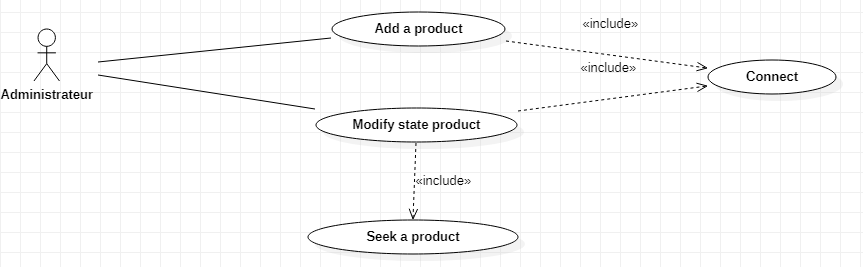 Add a product
«include»
«include»
Connect
Administrateur
Modify state product
«include»
Seek a product